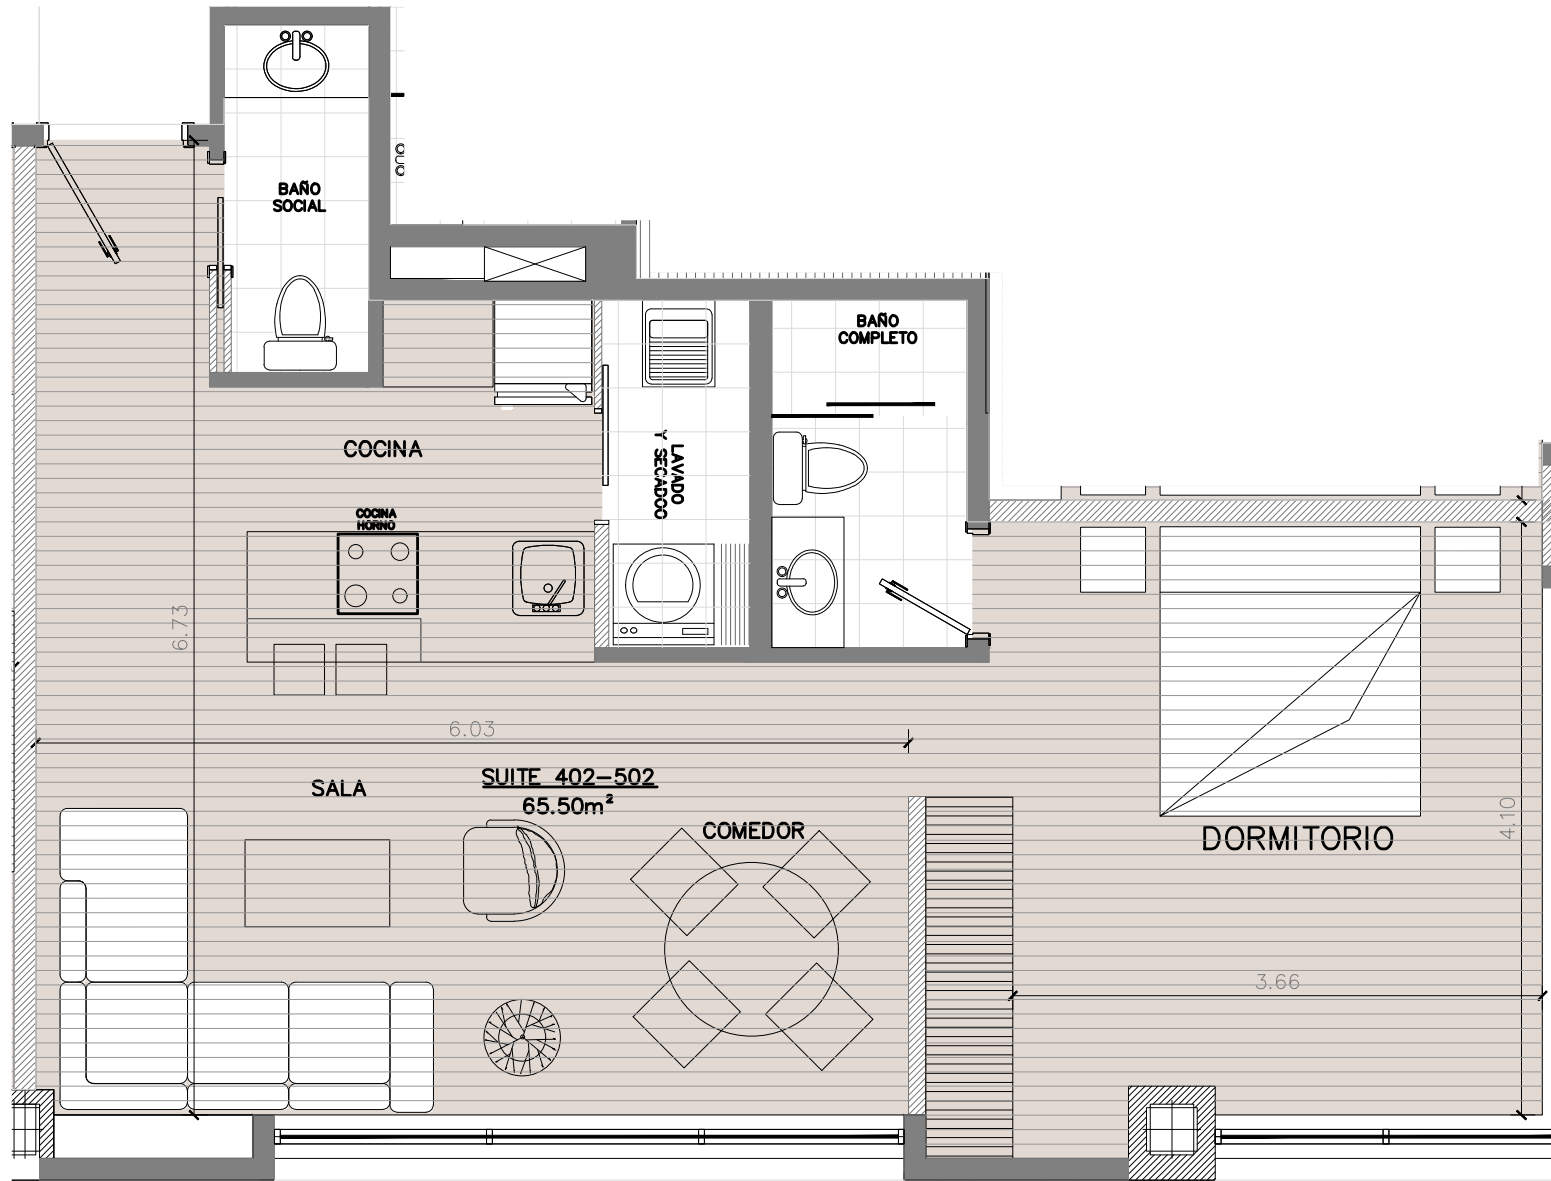 BAÑO
SOCIAL
BAÑO
COMPLETO
COCINA
LAVADO
Y SECADO
COCINA
HORNO
6.73
6.03
SALA
SUITE 402-502
65.50m²
COMEDOR
DORMITORIO
4.10
3.66